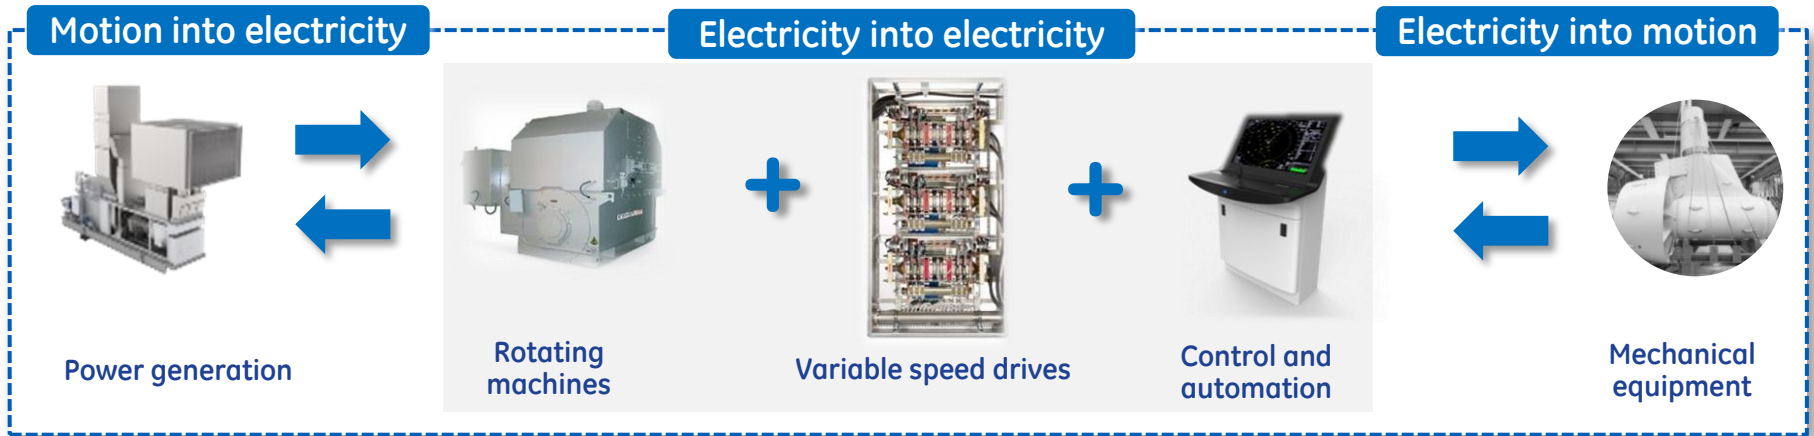 Motion into electricity
Electricity into electricity
Electricity into motion
Power generation
Rotating
machines
Variable speed drives
Control and
automation
Mechanical
equipment